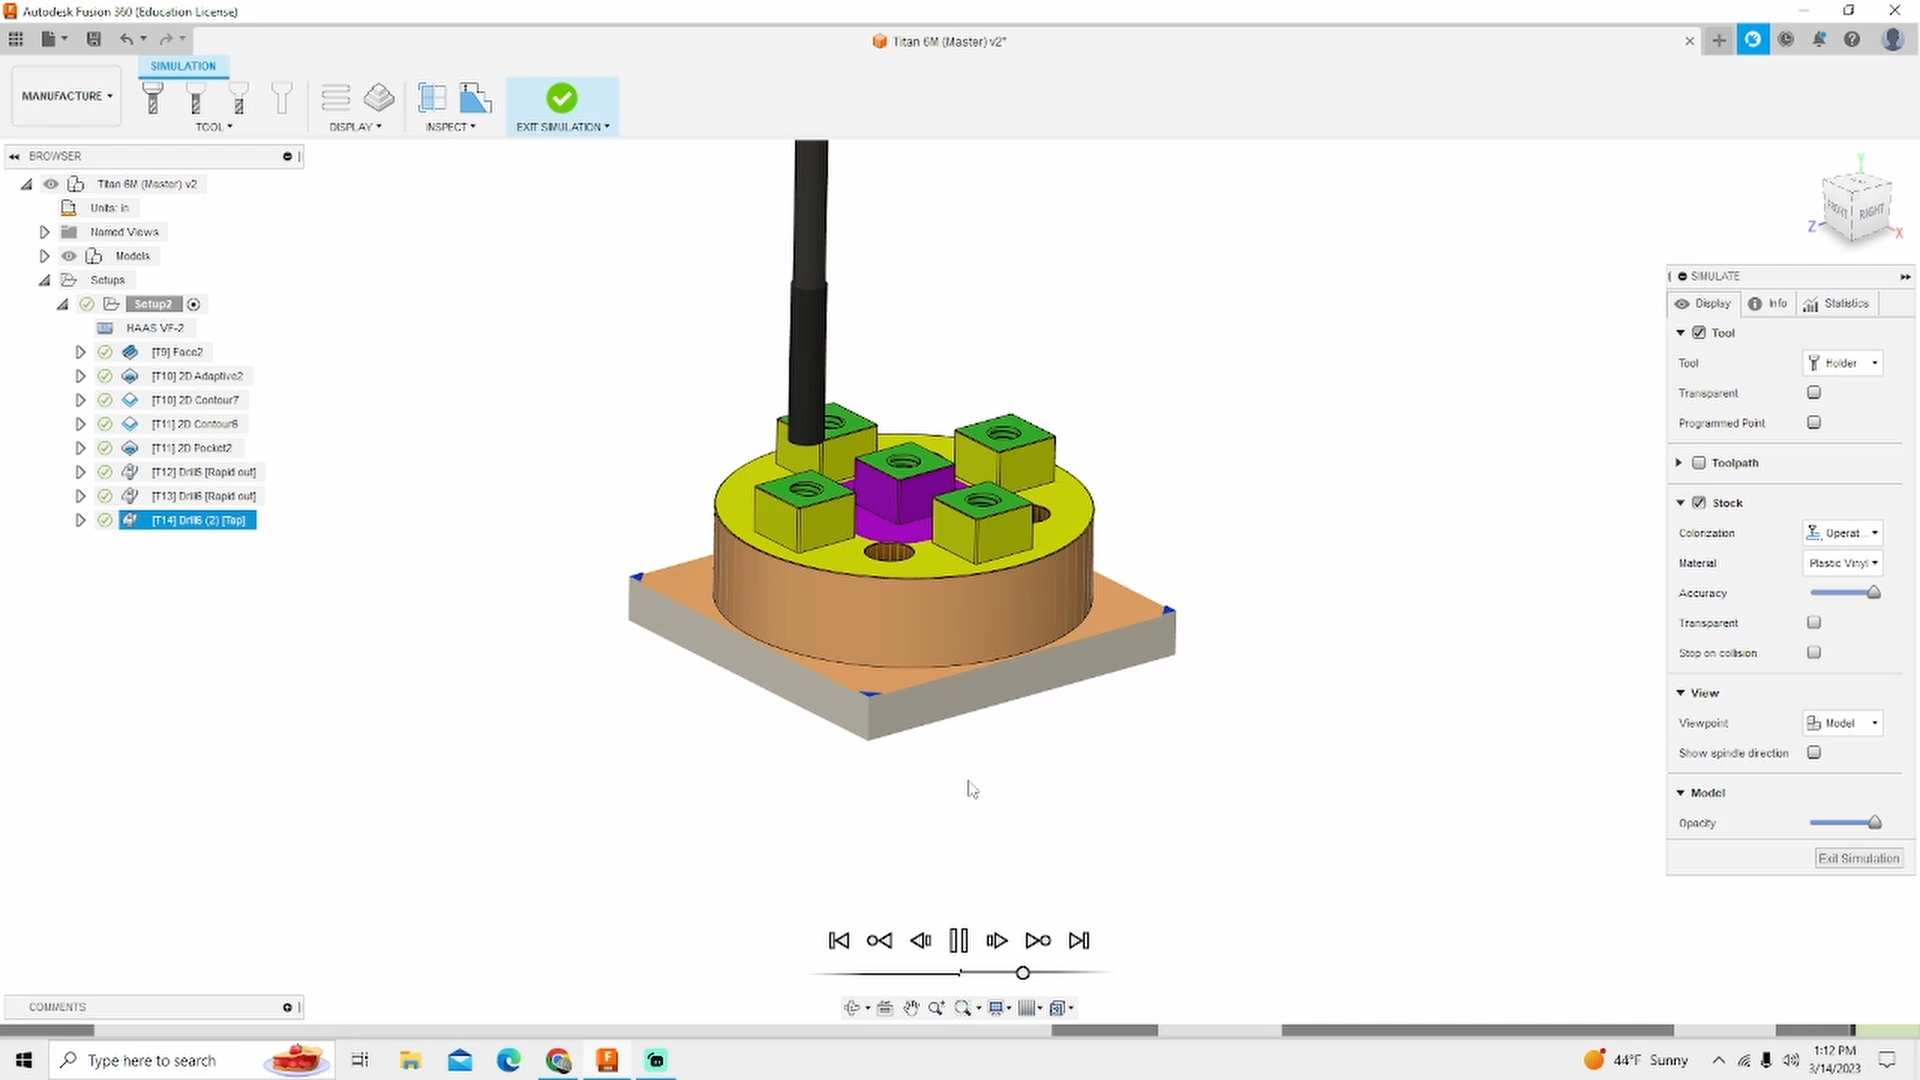 Autodesk Fusion 360 (Education License)
Titan 6M (Master) v2*
SIMULATION
MANUFACTURE
TOOL
DISPLAY
INSPECT
EXIT SIMULATION
BROWSER
Titan 6M (Master) v2
Units: in
Named Views
Models
Setups
Setup2
HAAS VF-2
[T9] Face2
[T10] 2D Adaptive2
[T10] 2D Contour7
[T11] 2D Contour6
[T11] 2D Pocket2
[T12] Drill5 [Rapid out]
[T13] Drill6 [Rapid out]
[T14] Drill6 (2) [Tap]
Y
FRONT
RIGHT
Z
X
SIMULATE
Display
Info
Statistics
Tool
Tool
Holder
Transparent
Programmed Point
Toolpath
Stock
Colorization
Operat...
Material
Plastic Vinyl
Accuracy
Transparent
Stop on collision
View
Viewpoint
Model
Show spindle direction
Model
Opacity
Exit Simulation
COMMENTS
Type here to search
44°F Sunny
1:12 PM
3/14/2023